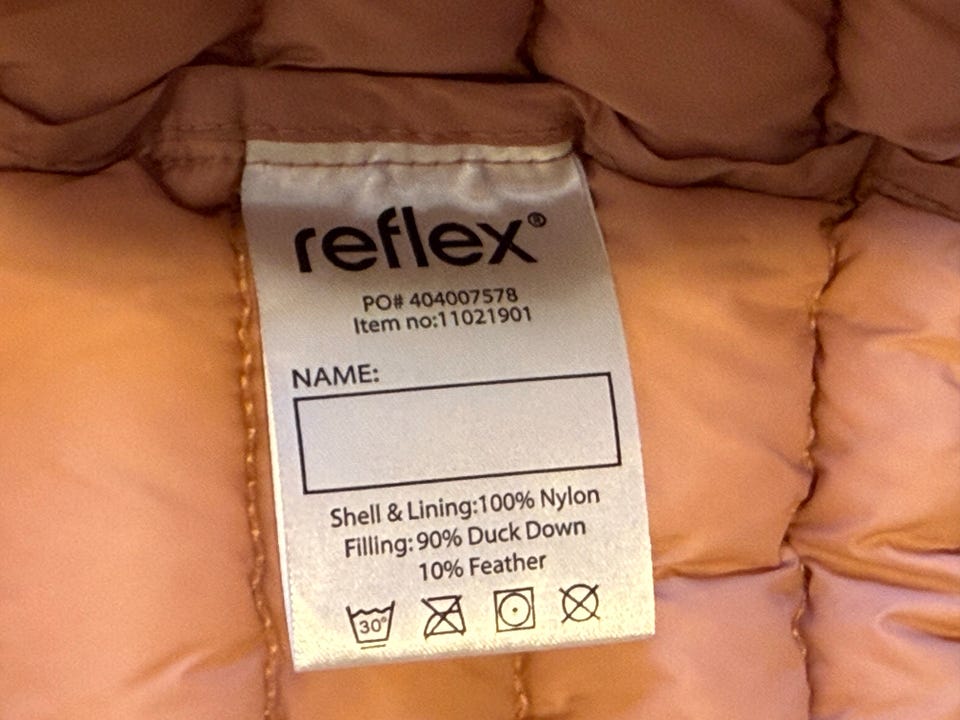 reflex®
PO# 404007578
Item no:11021901
NAME:
Shell & Lining:100% Nylon
Filling: 90% Duck Down
10% Feather
30°